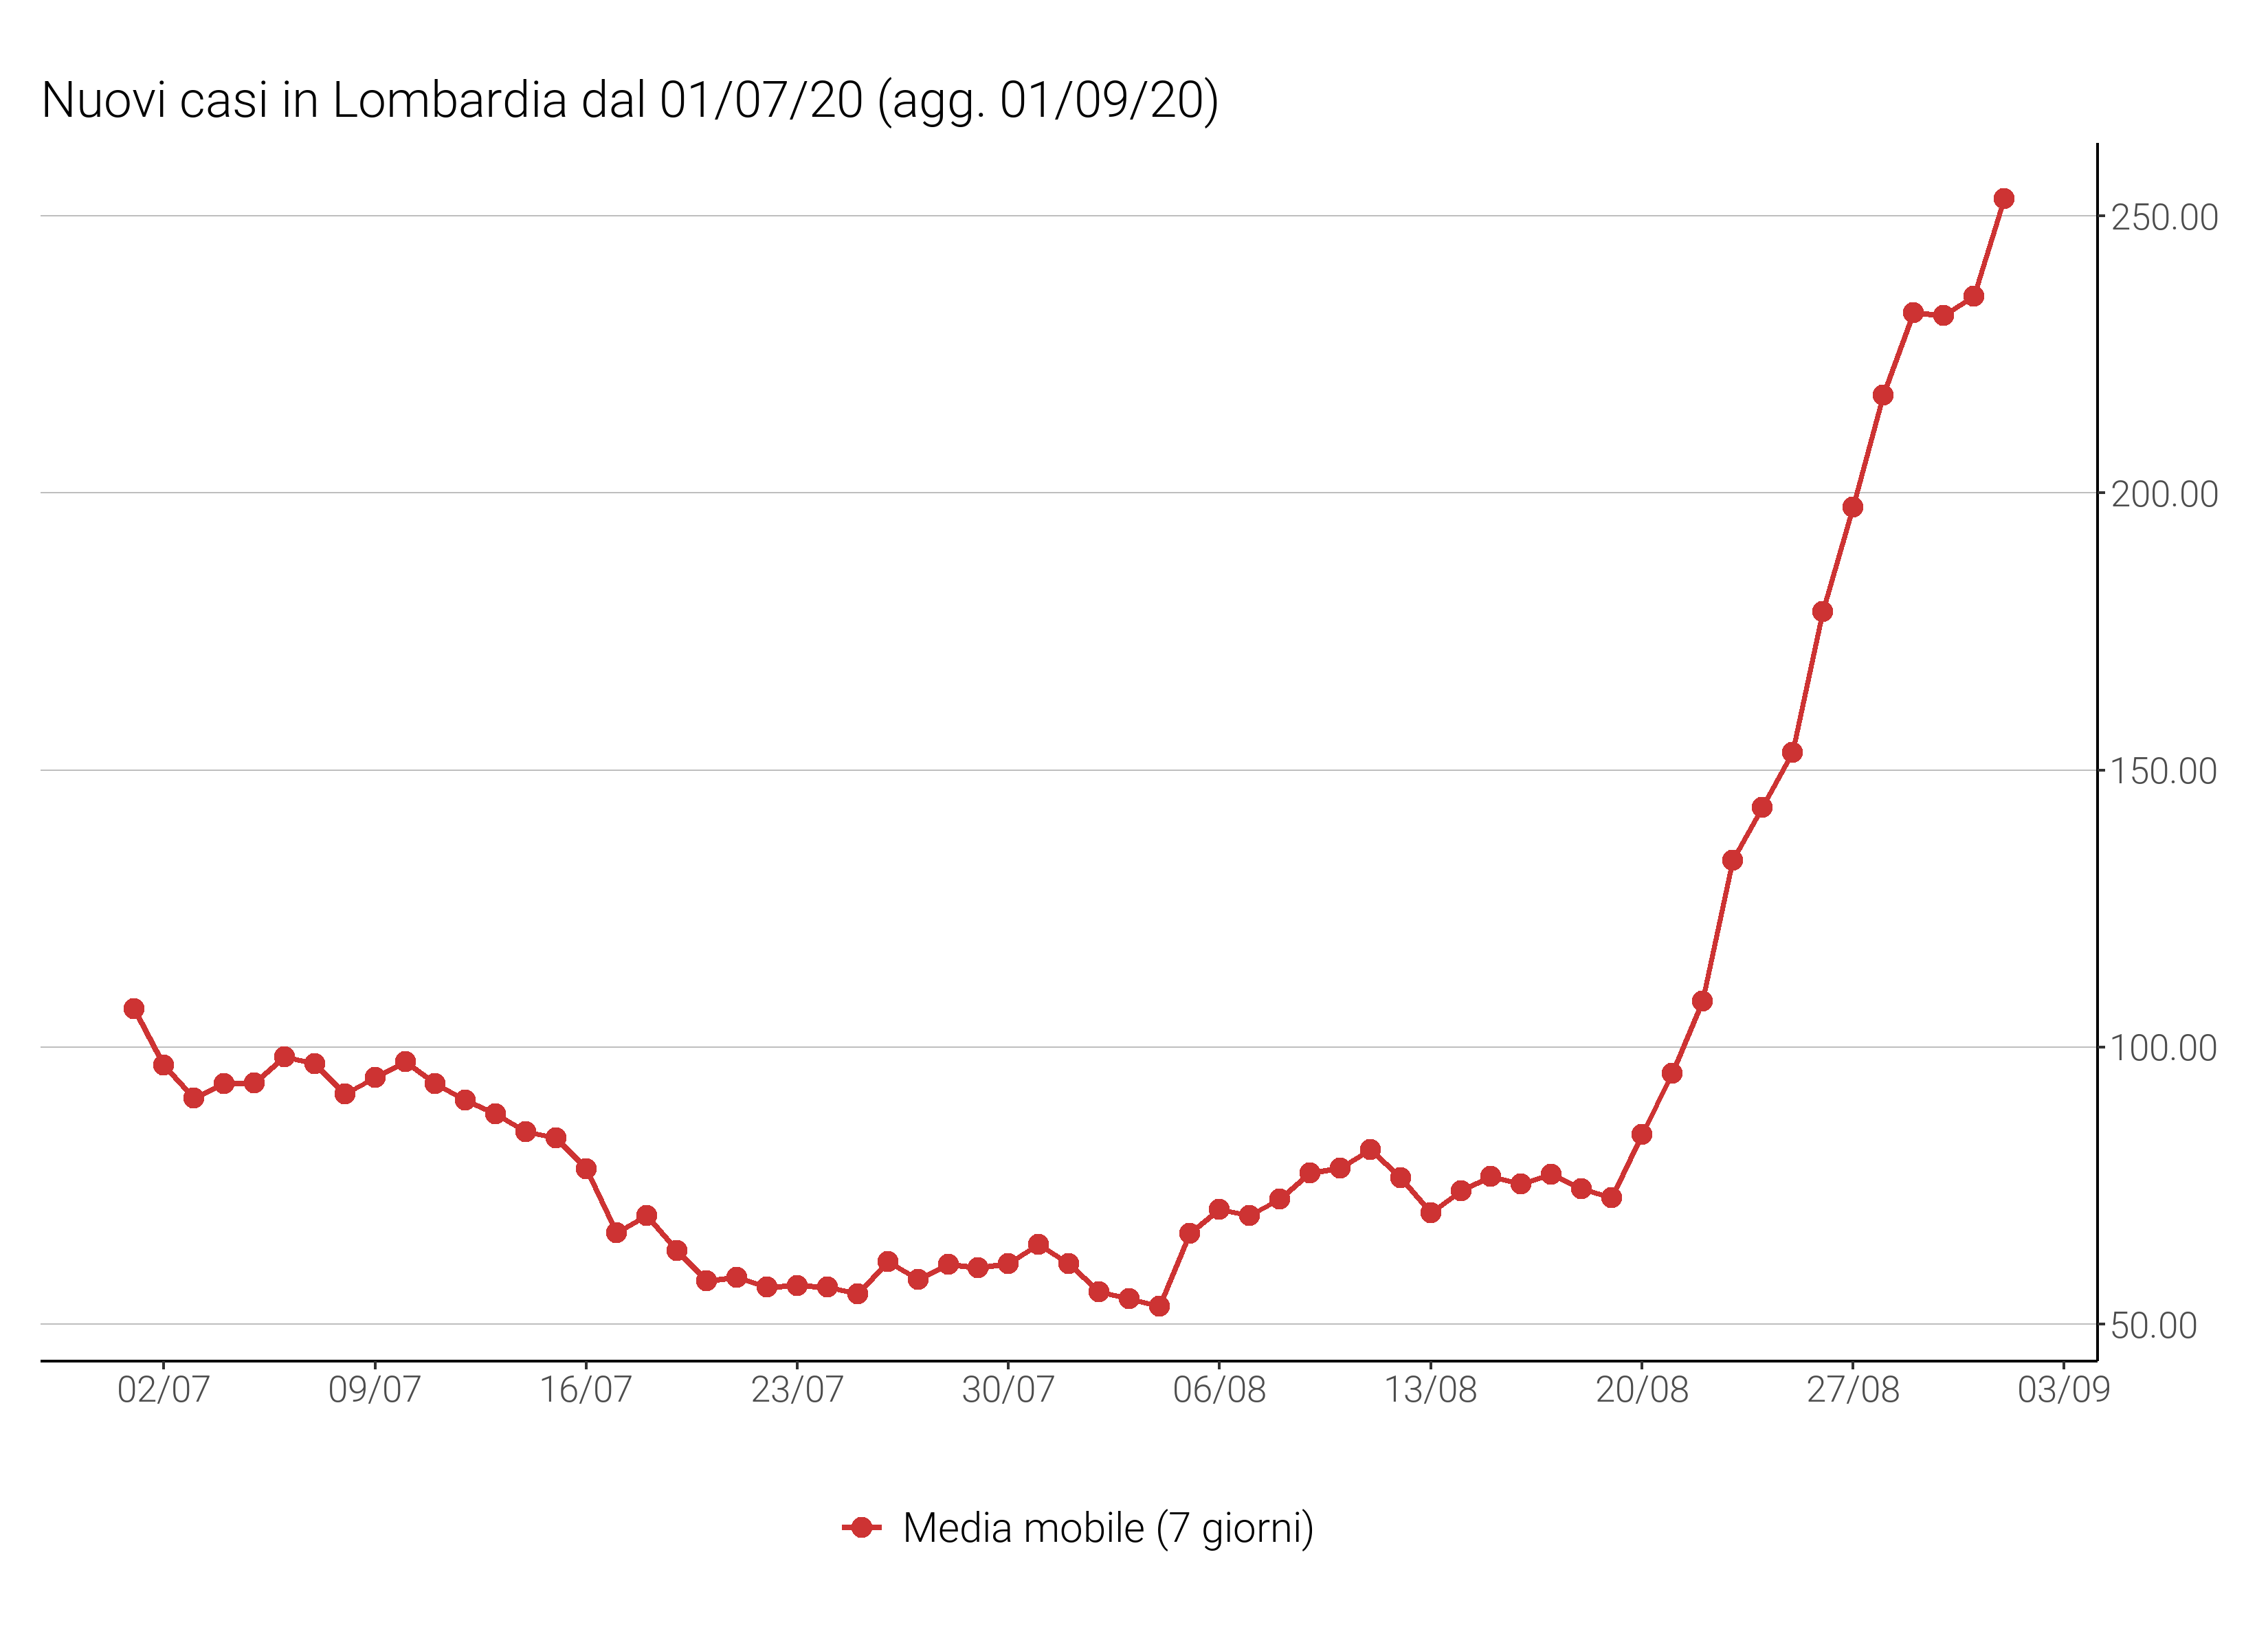 Nuovi casi in Lombardia dal 01/07/20 (agg. 01/09/20)
250.00
200.00
150.00
100.00
50.00
02/07 09/07 16/07 23/07 30/07 06/08 13/08 20/08 27/08 03/09
Media mobile (7 giorni)